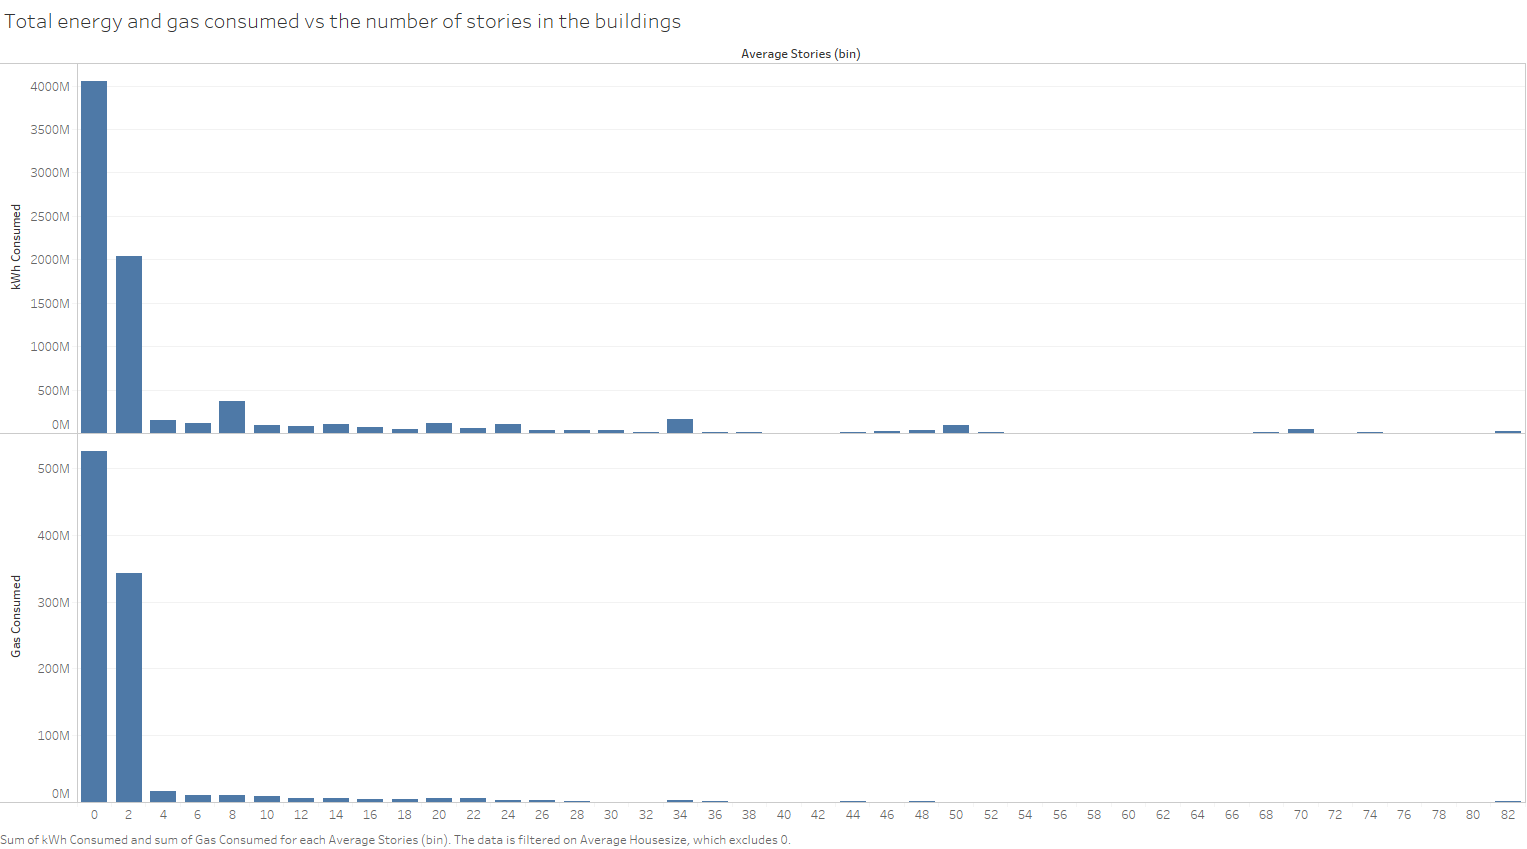 Total energy and gas consumed vs the number of stories in the buildings
Average Stories (bin)
4000M
3500M
3000M
2500M
2000M
1500M
1000M
500M
0M
kWh Consumed
500M
400M
300M
200M
100M
0M
Gas Consumed
0 2 4 6 8 10 12 14 16 18 20 22 24 26 28 30 32 34 36 38 40 42 44 46 48 50 52 54 56 58 60 62 64 66 68 70 72 74 76 78 80 82
Sum of kWh Consumed and sum of Gas Consumed for each Average Stories (bin). The data is filtered on Average Housesize, which excludes 0.